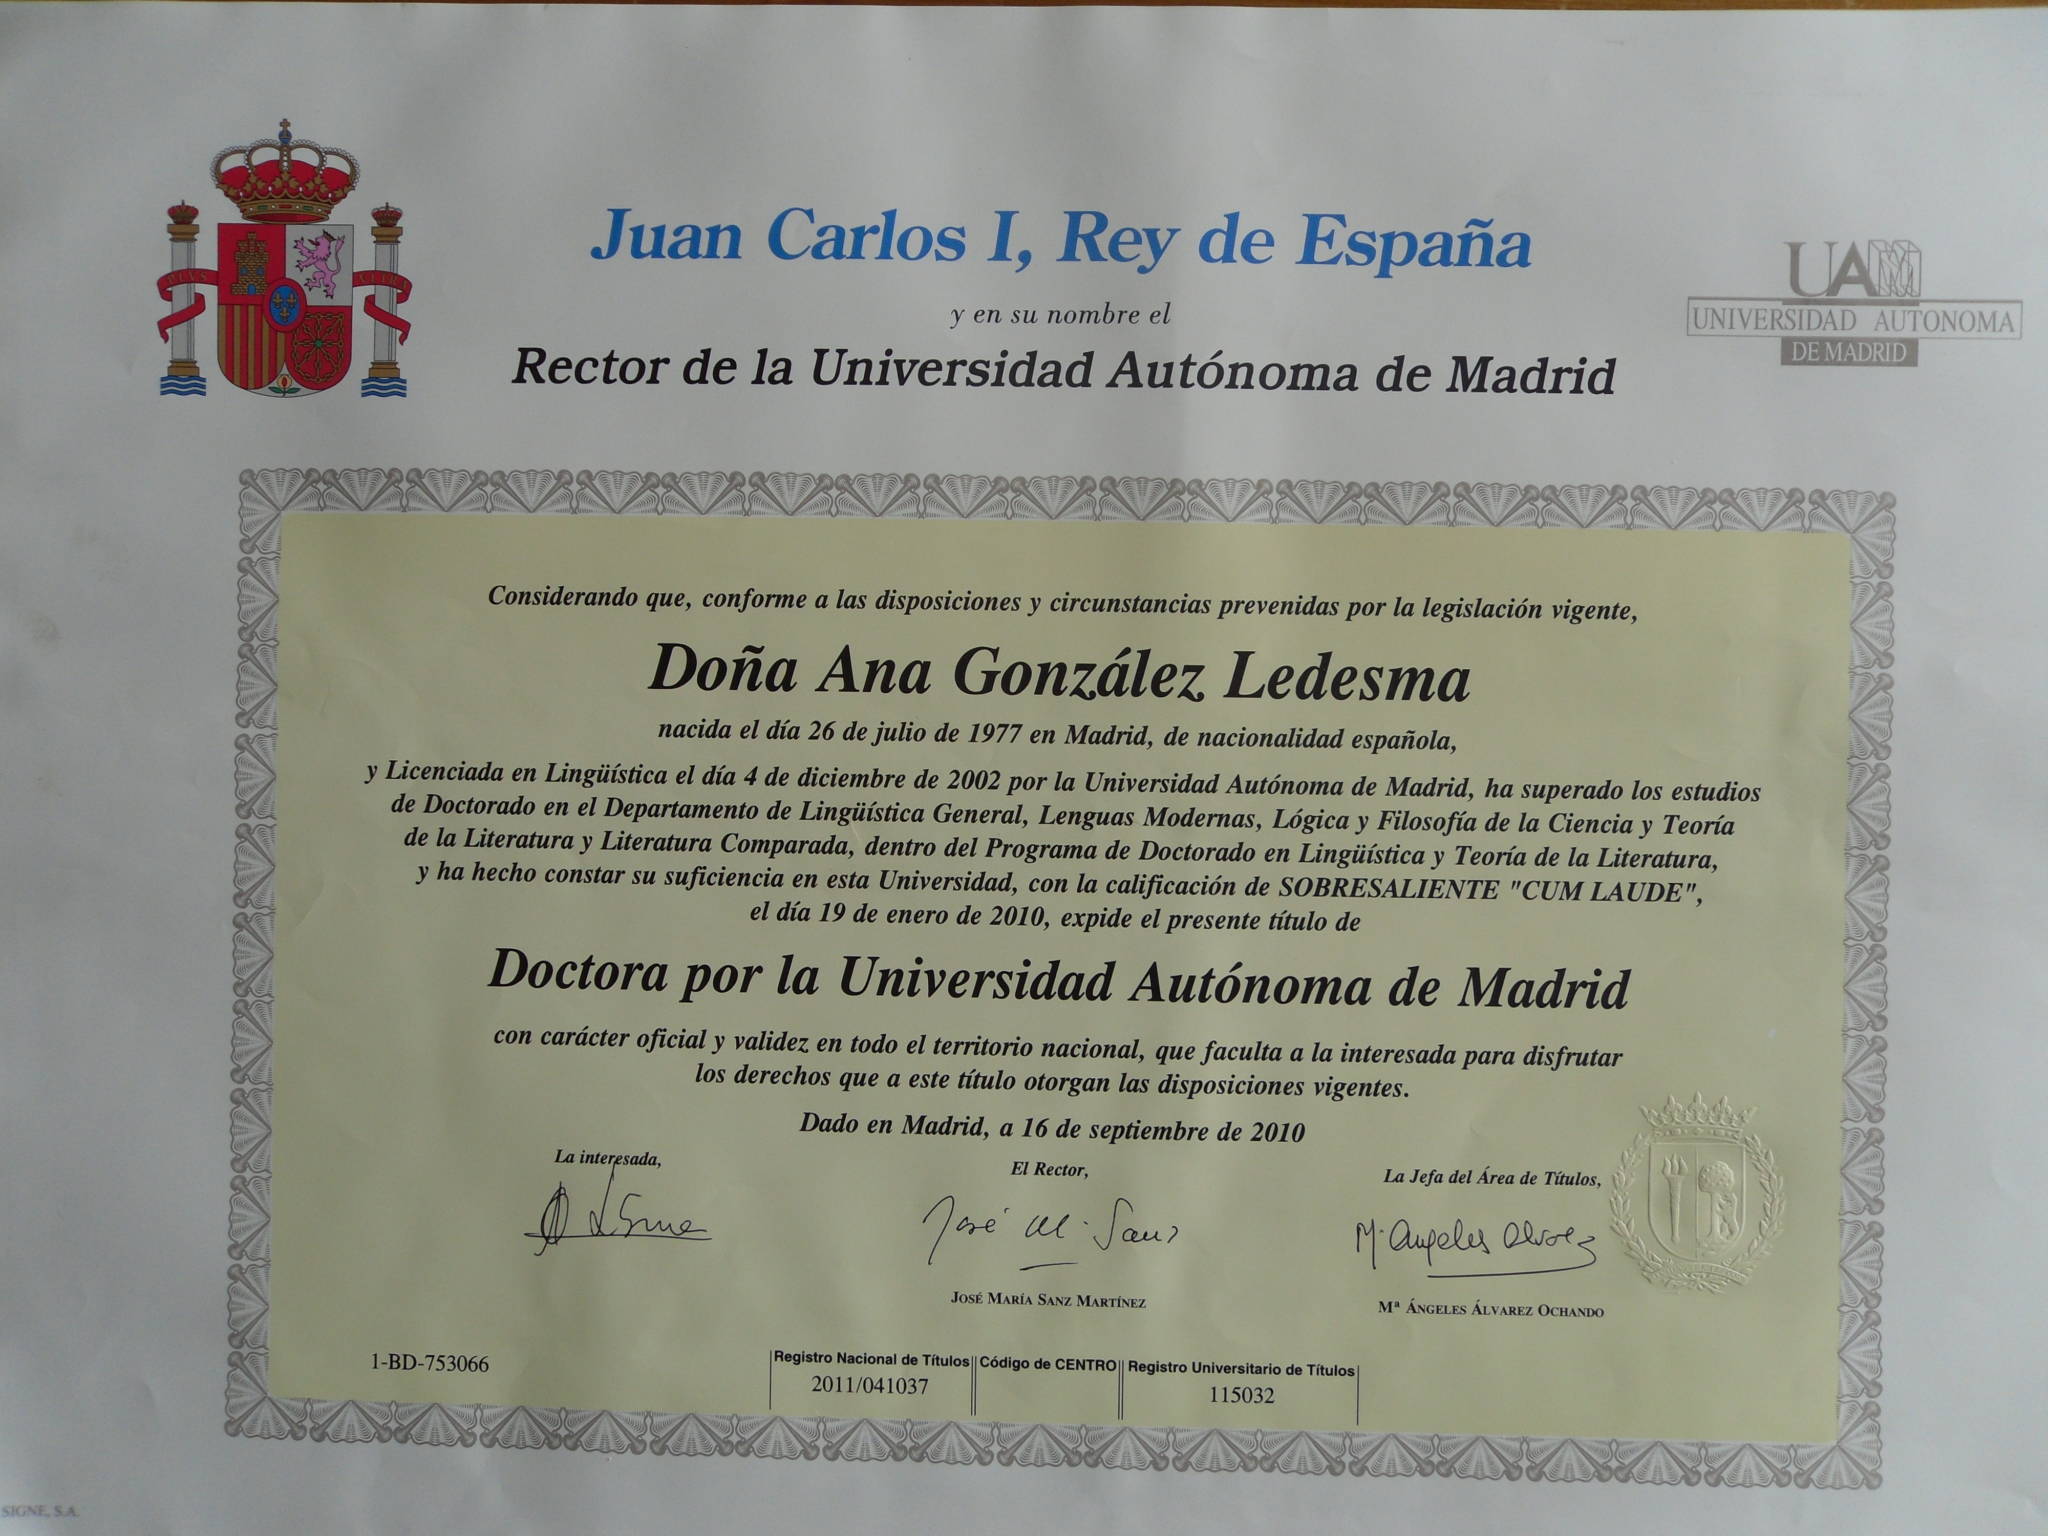 Juan Carlos I, Rey de España
y en su nombre el
Rector de la Universidad Autónoma de Madrid
PLVS
VLTRA
UAM
UNIVERSIDAD AUTONOMA
DE MADRID
Considerando que, conforme a las disposiciones y circunstancias prevenidas por la legislación vigente,
Doña Ana González Ledesma
nacida el día 26 de julio de 1977 en Madrid, de nacionalidad española,
y Licenciada en Lingüística el día 4 de diciembre de 2002 por la Universidad Autónoma de Madrid, ha superado los estudios
de Doctorado en el Departamento de Lingüística General, Lenguas Modernas, Lógica y Filosofía de la Ciencia y Teoría
de la Literatura y Literatura Comparada, dentro del Programa de Doctorado en Lingüística y Teoría de la Literatura,
y ha hecho constar su suficiencia en esta Universidad, con la calificación de SOBRESALIENTE "CUM LAUDE",
el día 19 de enero de 2010, expide el presente título de
Doctora por la Universidad Autónoma de Madrid
con carácter oficial y validez en todo el territorio nacional, que faculta a la interesada para disfrutar
los derechos que a este título otorgan las disposiciones vigentes.
Dado en Madrid, a 16 de septiembre de 2010
La interesada,
El Rector,
José M. Sanz
JOSÉ MARÍA SANZ MARTÍNEZ
La Jefa del Área de Títulos,
Mª Angeles Alvarez
Mª ÁNGELES ÁLVAREZ OCHANDO
1-BD-753066
Registro Nacional de Títulos
2011/041037
Código de CENTRO
Registro Universitario de Títulos
115032
SIGNE, S.A.